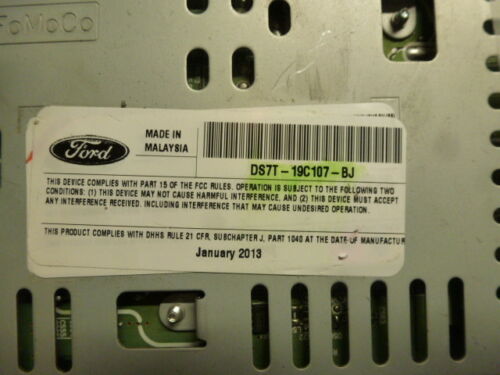 FoMoCo
Ford
MADE IN
MALAYSIA
DS7T-19C107-BJ
THIS DEVICE COMPLIES WITH PART 15 OF THE FCC RULES. OPERATION IS SUBJECT TO THE FOLLOWING TWO
CONDITIONS: (1) THIS DEVICE MAY NOT CAUSE HARMFUL INTERFERENCE, AND (2) THIS DEVICE MUST ACCEPT
ANY INTERFERENCE RECEIVED. INCLUDING INTERFERENCE THAT MAY CAUSE UNDESIRED OPERATION.
THIS PRODUCT COMPLIES WITH DHHS RULE 21 CFR, SUBCHAPTER J, PART 1040 AT THE DATE OF MANUFACTUR
January 2013